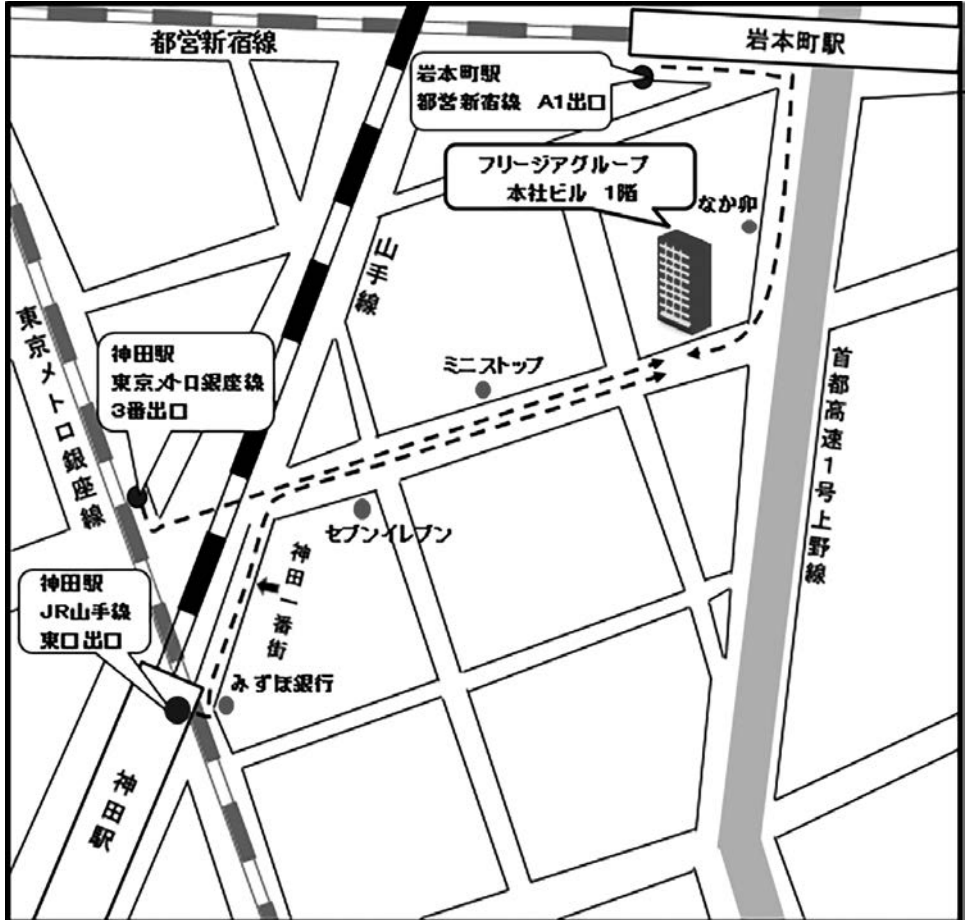 都営新宿線
岩本町駅
岩本町駅
都営新宿線 A1出口
フリージアグループ
本社ビル 1階
なか卯
山手線
東京メトロ銀座線
神田駅
東京メトロ銀座線
3番出口
ミニストップ
首都高速1号上野線
セブンイレブン
神田一番街
神田駅
JR山手線
東口出口
みずほ銀行
神田駅